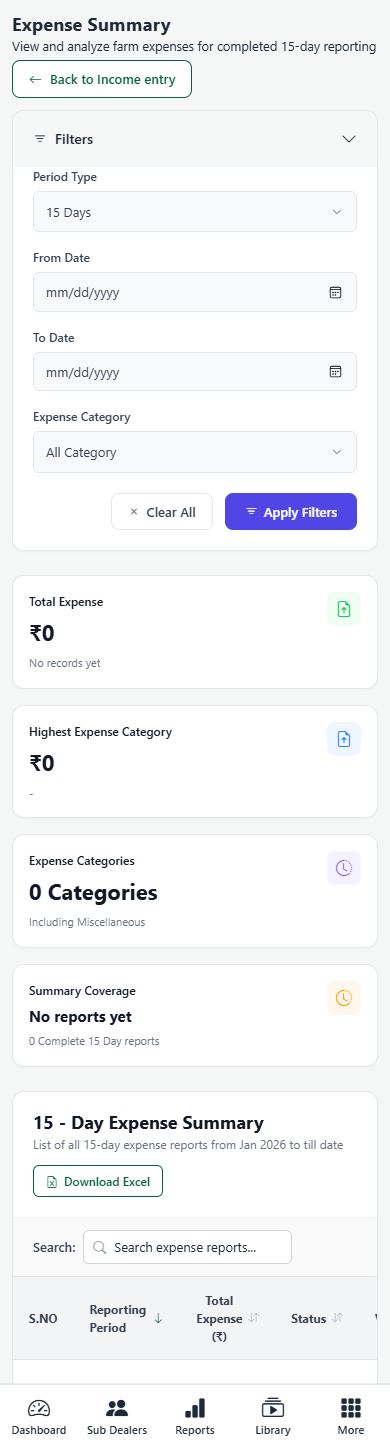 Expense Summary
View and analyze farm expenses for completed 15-day reporting
Back to Income entry
Filters
Period Type
15 Days
From Date
mm/dd/yyyy
To Date
mm/dd/yyyy
Expense Category
All Category
Clear All
Apply Filters
Total Expense
₹0
No records yet
Highest Expense Category
₹0
-
Expense Categories
0 Categories
Including Miscellaneous
Summary Coverage
No reports yet
0 Complete 15 Day reports
15 - Day Expense Summary
List of all 15-day expense reports from Jan 2026 to till date
Download Excel
Search: Search expense reports...
S.NO Reporting Period Total Expense (₹) Status
Dashboard Sub Dealers Reports Library More